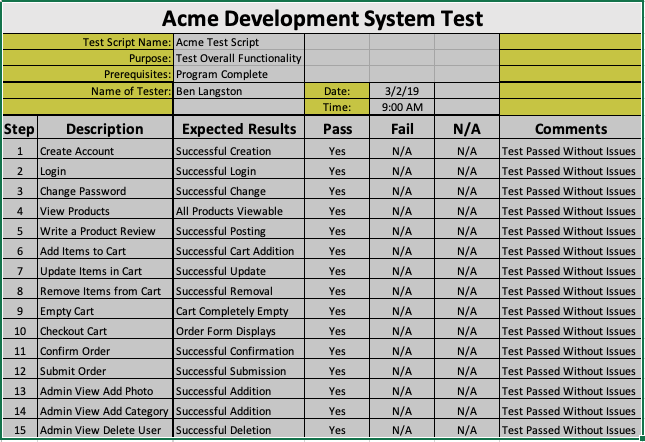 Acme Development System Test
Test Script Name: Acme Test Script
Purpose: Test Overall Functionality
Prerequisites: Program Complete
Name of Tester: Ben Langston Date: 3/2/19
Time: 9:00 AM
Step Description Expected Results Pass Fail N/A Comments
1 Create Account Successful Creation Yes N/A N/A Test Passed Without Issues
2 Login Successful Login Yes N/A N/A Test Passed Without Issues
3 Change Password Successful Change Yes N/A N/A Test Passed Without Issues
4 View Products All Products Viewable Yes N/A N/A Test Passed Without Issues
5 Write a Product Review Successful Posting Yes N/A N/A Test Passed Without Issues
6 Add Items to Cart Successful Cart Addition Yes N/A N/A Test Passed Without Issues
7 Update Items in Cart Successful Update Yes N/A N/A Test Passed Without Issues
8 Remove Items from Cart Successful Removal Yes N/A N/A Test Passed Without Issues
9 Empty Cart Cart Completely Empty Yes N/A N/A Test Passed Without Issues
10 Checkout Cart Order Form Displays Yes N/A N/A Test Passed Without Issues
11 Confirm Order Successful Confirmation Yes N/A N/A Test Passed Without Issues
12 Submit Order Successful Submission Yes N/A N/A Test Passed Without Issues
13 Admin View Add Photo Successful Addition Yes N/A N/A Test Passed Without Issues
14 Admin View Add Category Successful Addition Yes N/A N/A Test Passed Without Issues
15 Admin View Delete User Successful Deletion Yes N/A N/A Test Passed Without Issues